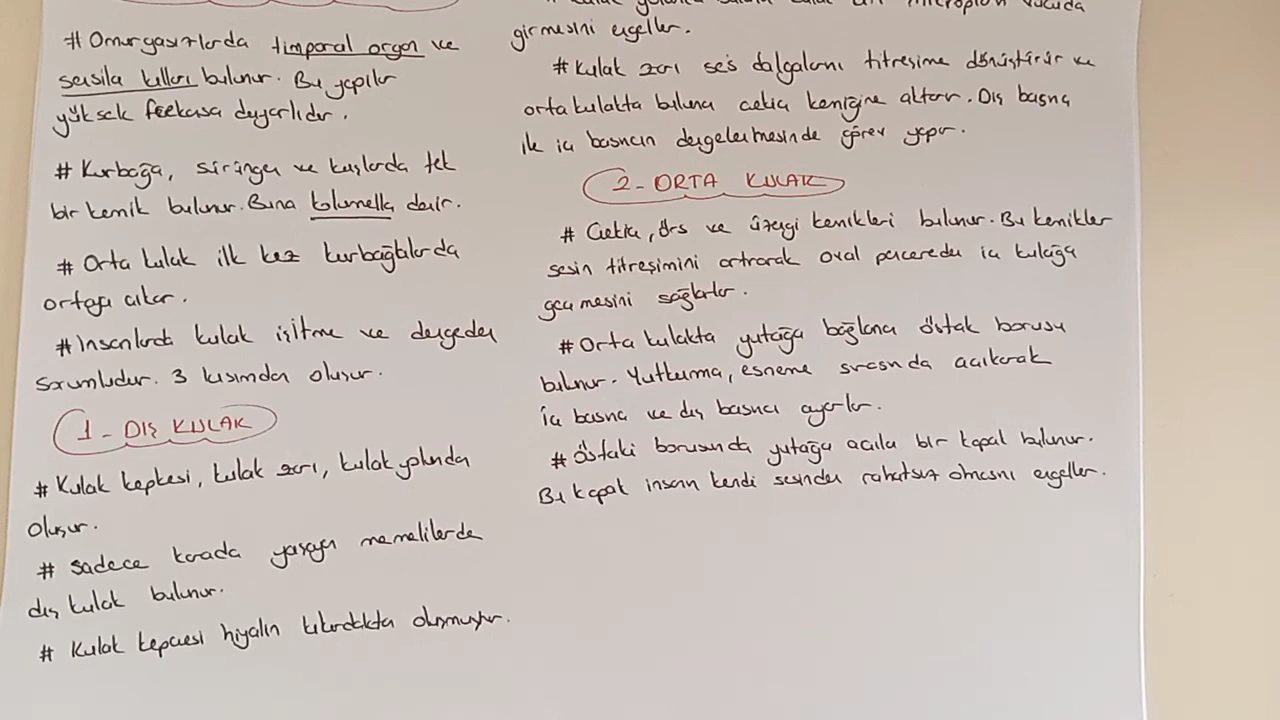 # Omurgasızlarda timporal organ ve
sensila kılları bulunur. Bu yapılar
yüksek frekansa duyarlıdır.
# Kurbağa, sürüngen ve kuşlarda tek
bir kemik bulunur. Buna kolumella denir.
# Orta kulak ilk kez kurbağalarda
ortaya çıkar.
# İnsanlarda kulak işitme ve dengeden
sorumludur. 3 kısımdan oluşur.
1 - DIŞ KULAK
# Kulak kepçesi, kulak zarı, kulak yolundan
oluşur.
# Sadece karada yaşayan memelilerde
dış kulak bulunur.
# Kulak kepçesi hiyalin kıkırdaktan oluşmuştur.
mikropların vücuda
girmesini engeller.
# Kulak zarı ses dalgalarını titreşime dönüştürür ve
orta kulakta bulunan çekiç kemiğine aktarır. Dış basınç
ile iç basıncın dengelenmesinde görev yapar.
2 - ORTA KULAK
# Çekiç, örs ve üzengi kemikleri bulunur. Bu kemikler
sesin titreşimini artırarak oval pencereden iç kulağa
geçmesini sağlarlar.
# Orta kulakta yutağa bağlanan östaki borusu
bulunur. Yutkunma, esneme sırasında açılarak
iç basınç ve dış basıncı ayarlar.
# Östaki borusunda yutağa açılan bir kapak bulunur.
Bu kapak insanın kendi sesinden rahatsız olmasını engeller.